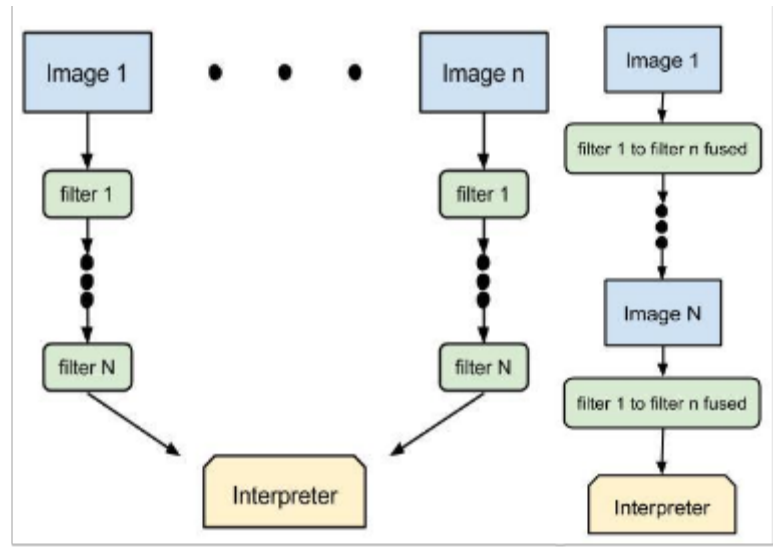 Image 1
filter 1
filter N
Image n
filter 1
filter N
Interpreter
Image 1
filter 1 to filter n fused
Image N
filter 1 to filter n fused
Interpreter